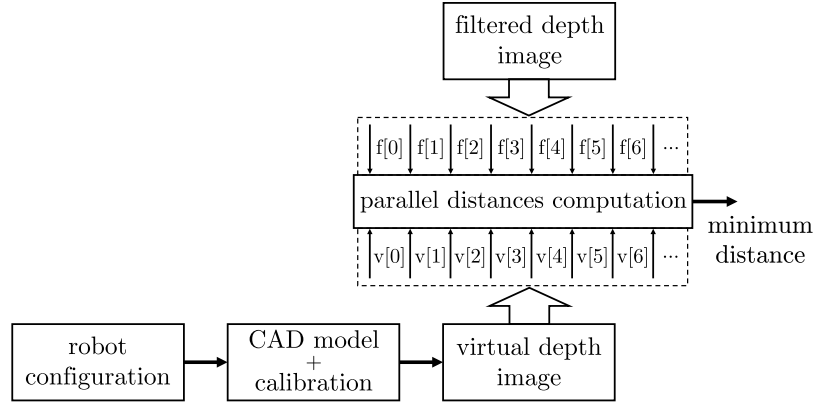 filtered depth
image
f[0] f[1] f[2] f[3] f[4] f[5] f[6] ...
parallel distances computation
minimum
distance
v[0] v[1] v[2] v[3] v[4] v[5] v[6] ...
robot
configuration
CAD model
+
calibration
virtual depth
image